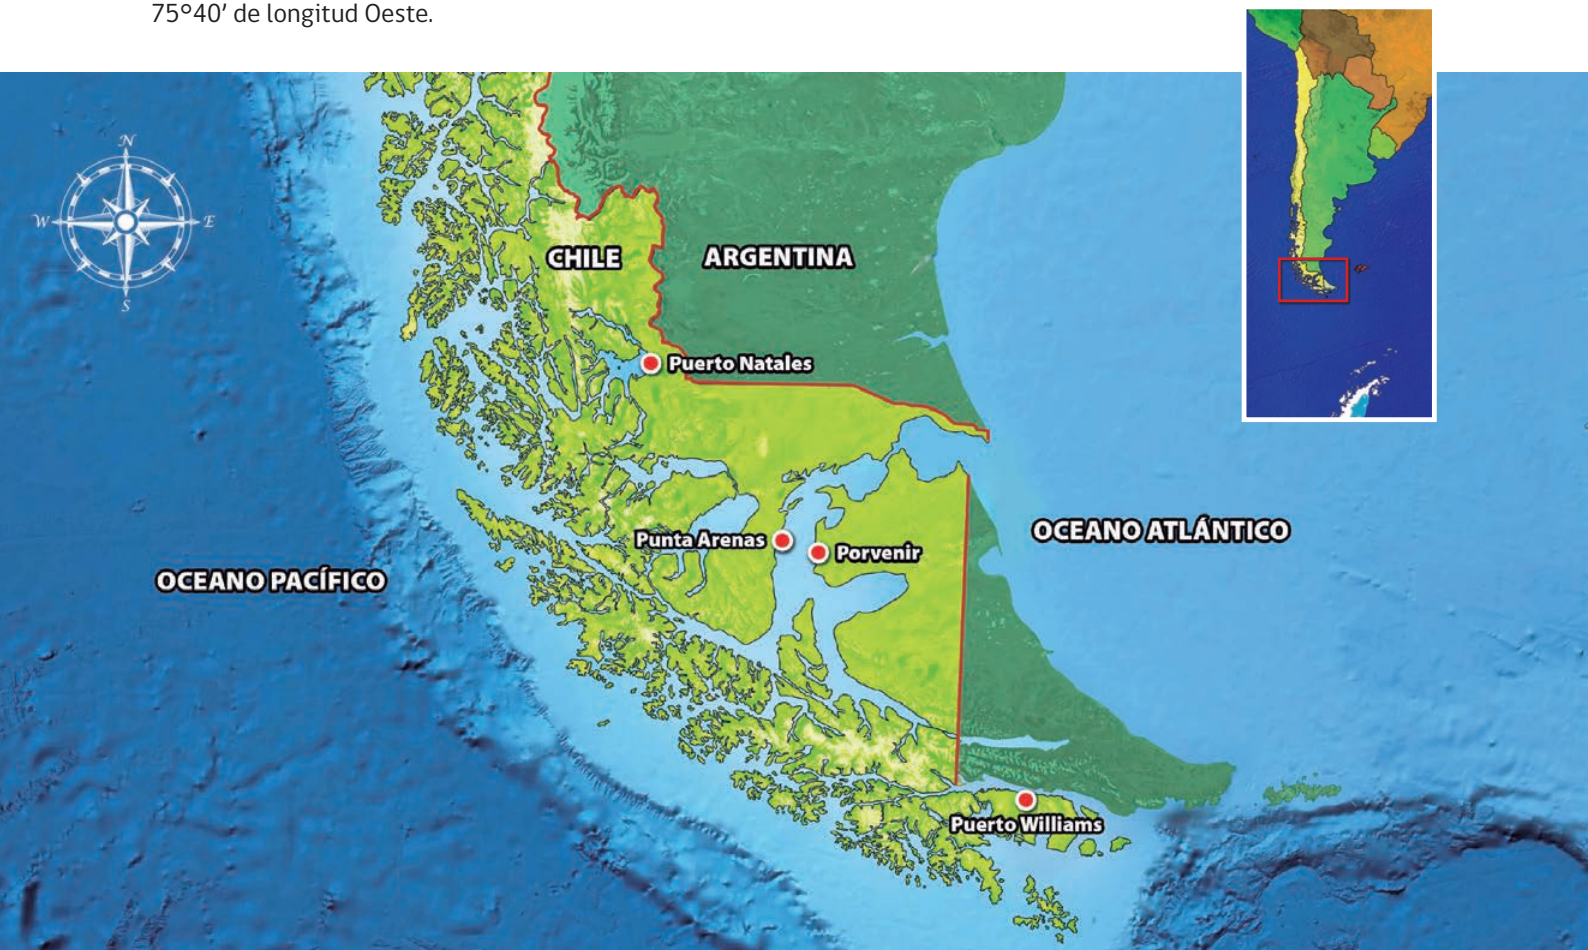 75°40’ de longitud Oeste.
N
W
E
S
CHILE
ARGENTINA
Puerto Natales
Punta Arenas
Porvenir
OCEANO ATLÁNTICO
OCEANO PACÍFICO
Puerto Williams